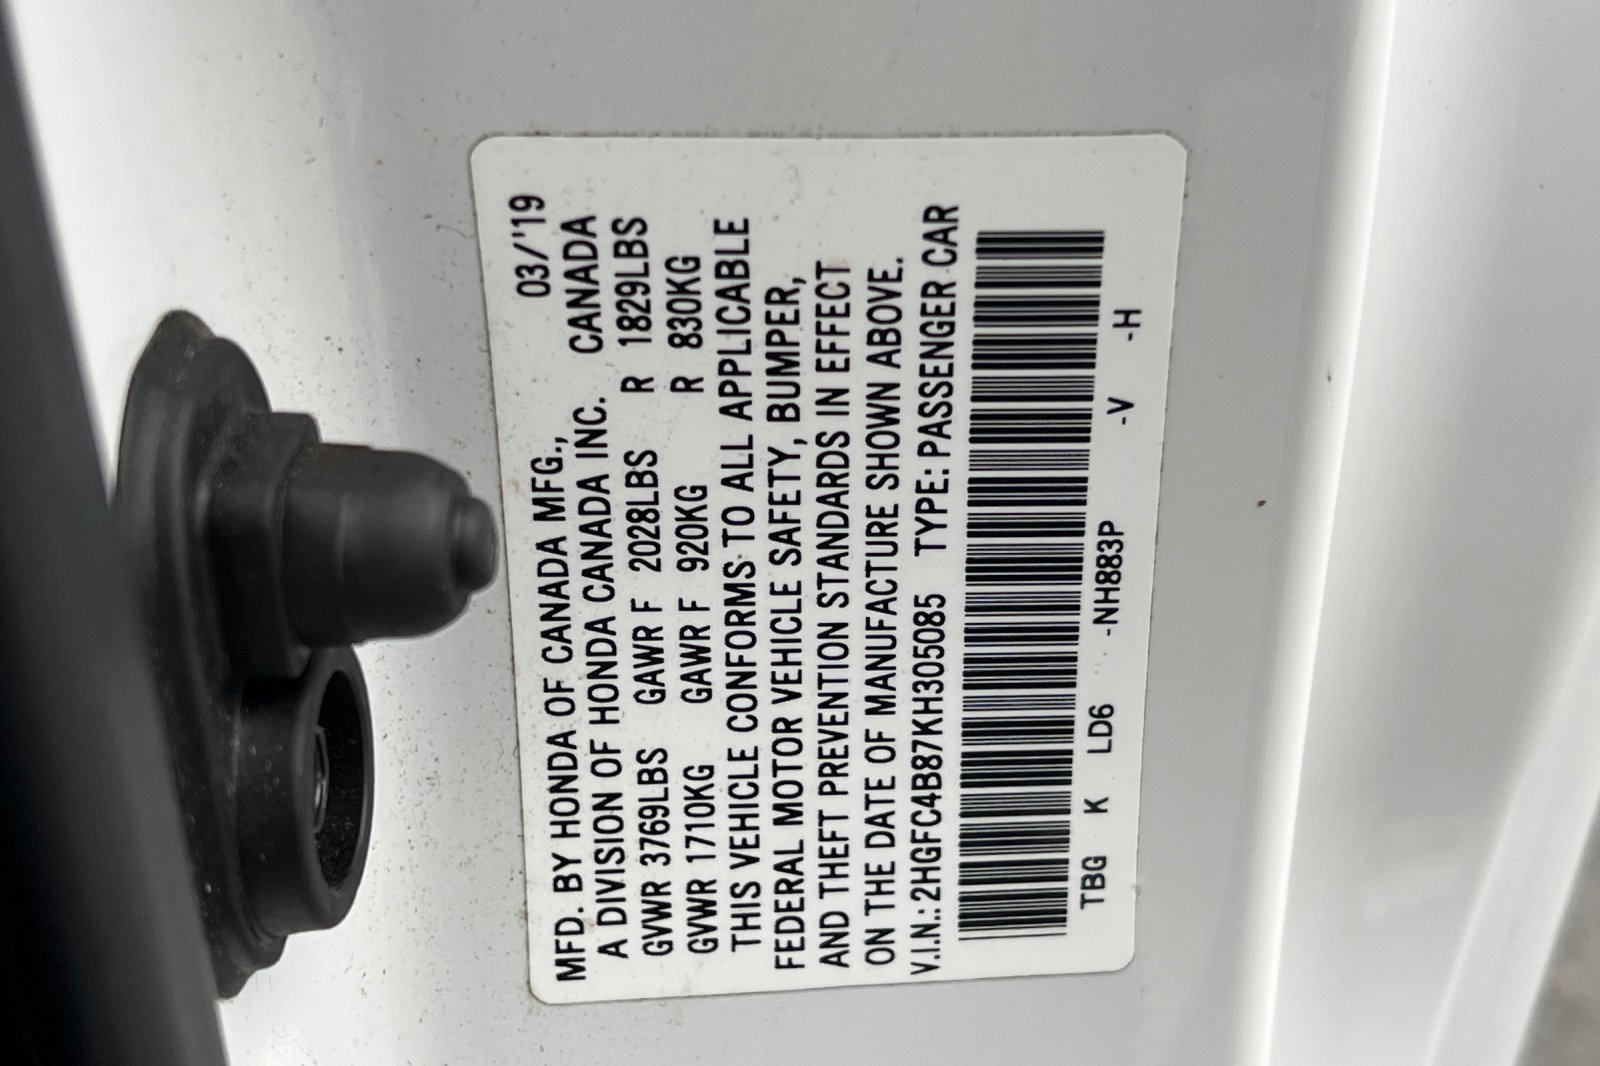 03/'19
MFD. BY HONDA OF CANADA MFG.,
A DIVISION OF HONDA CANADA INC. CANADA
GVWR 3769LBS GAWR F 2028LBS R 1829LBS
GVWR 1710KG GAWR F 920KG R 830KG
THIS VEHICLE CONFORMS TO ALL APPLICABLE
FEDERAL MOTOR VEHICLE SAFETY, BUMPER,
AND THEFT PREVENTION STANDARDS IN EFFECT
ON THE DATE OF MANUFACTURE SHOWN ABOVE.
V.I.N.: 2HGFC4B87KH305085 TYPE: PASSENGER CAR
TBG K LD6 -NH883P -V -H